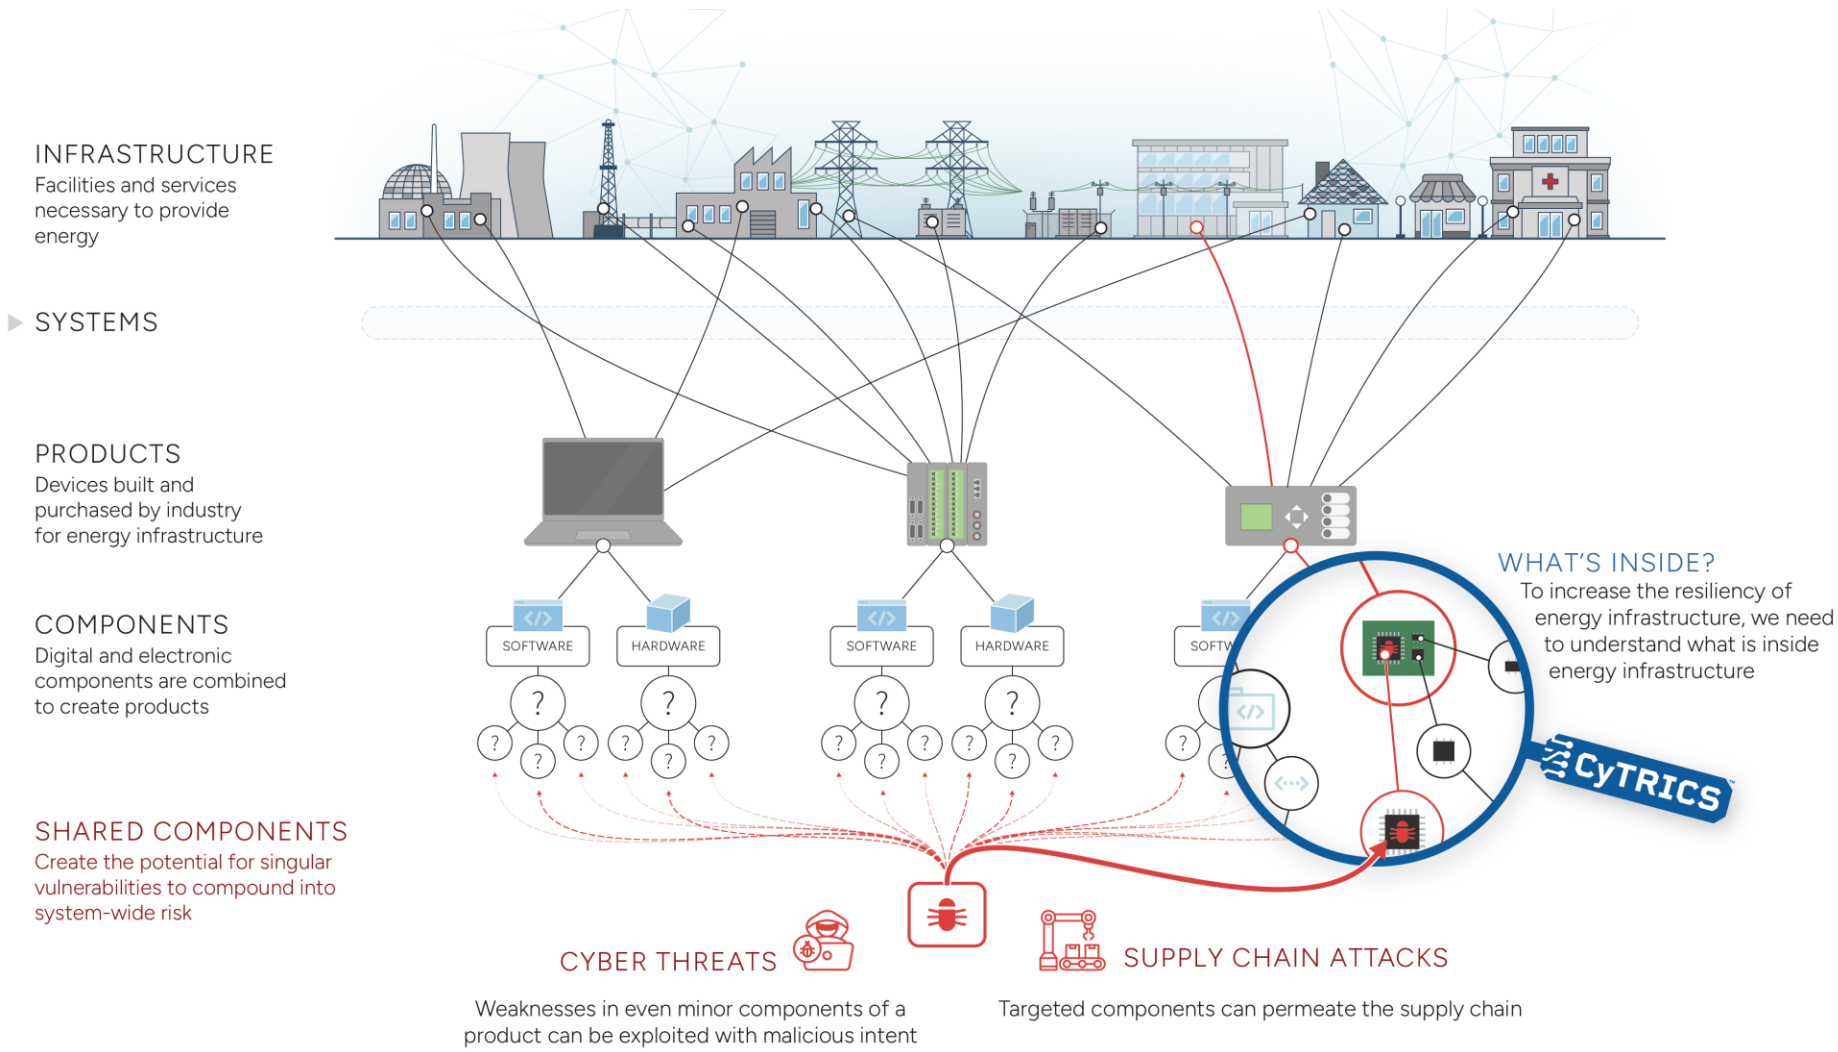 INFRASTRUCTURE
Facilities and services
necessary to provide
energy
SYSTEMS
PRODUCTS
Devices built and
purchased by industry
for energy infrastructure
WHAT'S INSIDE?
To increase the resiliency of
energy infrastructure, we need
to understand what is inside
energy infrastructure
COMPONENTS
Digital and electronic
components are combined
to create products
</>
SOFTWARE
HARDWARE
</>
SOFTWARE
HARDWARE
</>
SOFTW
? ? ? ? ?
? ? ? ? ? ? ? ? ? ? ? ? ? ?
</>
<···>
CyTRICS™
SHARED COMPONENTS
Create the potential for singular
vulnerabilities to compound into
system-wide risk
CYBER THREATS
Weaknesses in even minor components of a
product can be exploited with malicious intent
SUPPLY CHAIN ATTACKS
Targeted components can permeate the supply chain